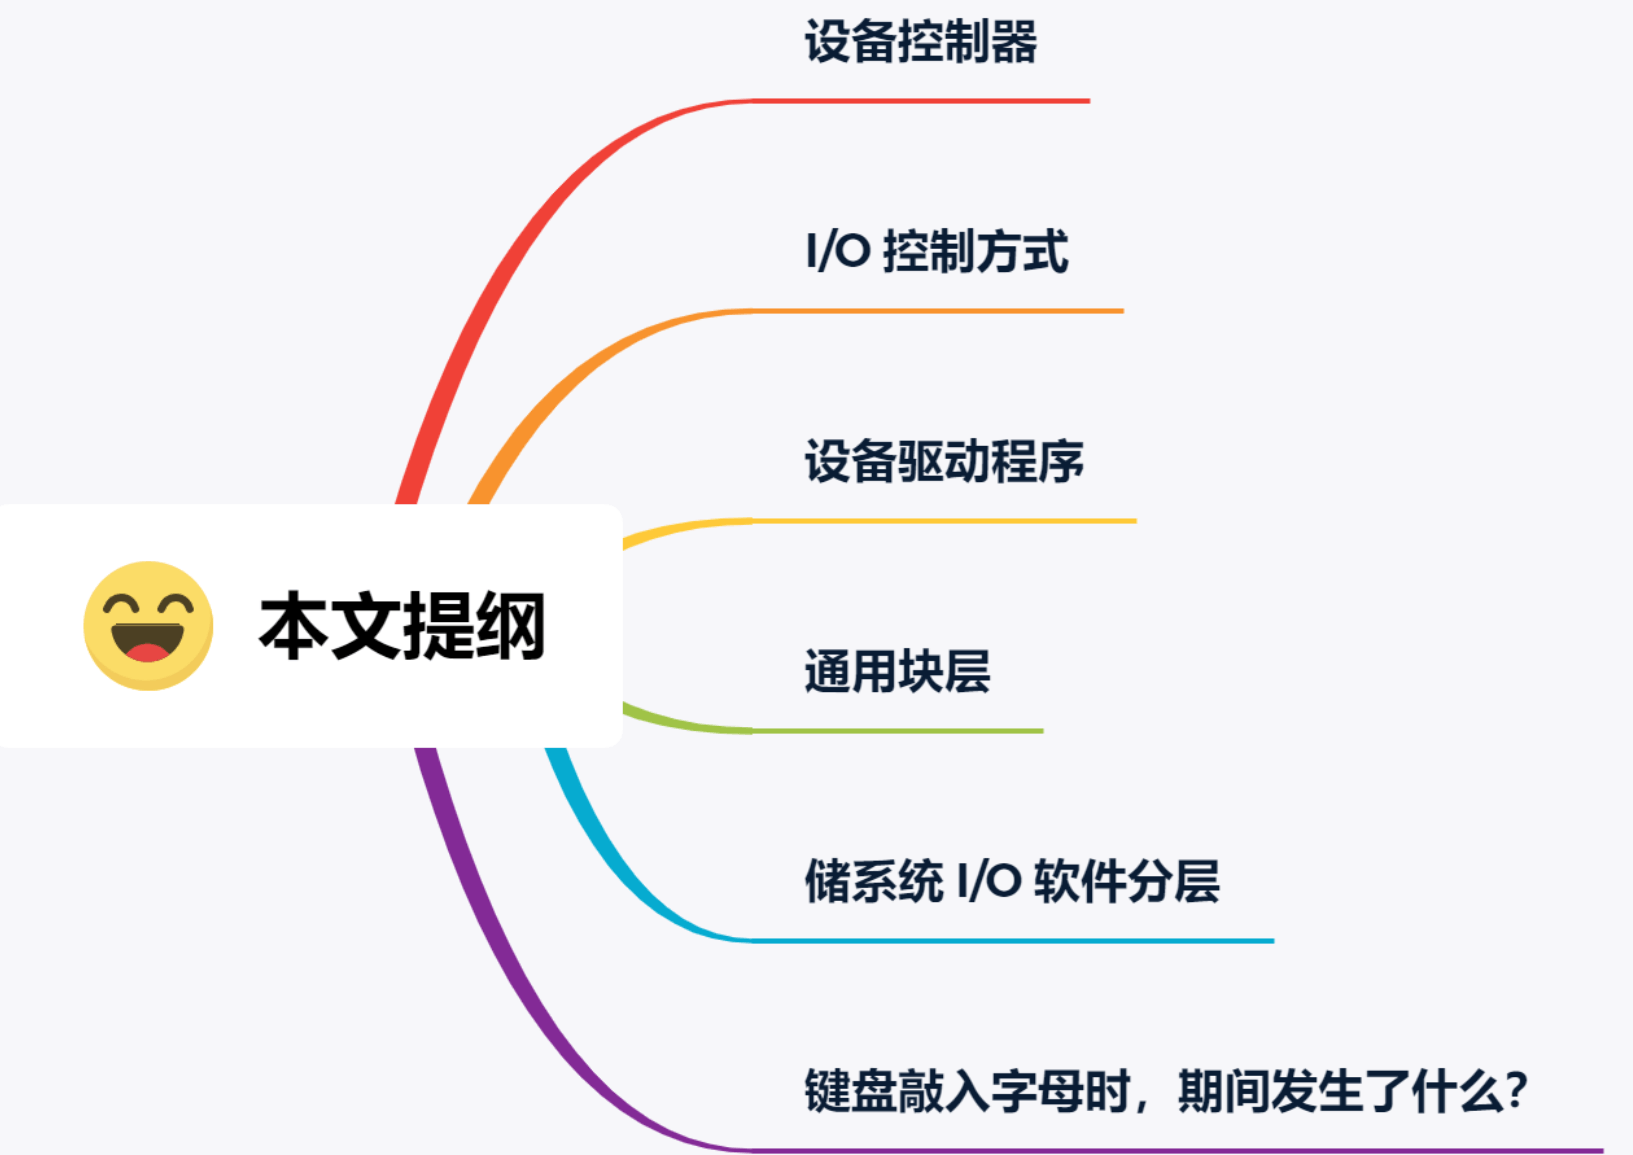 设备控制器
I/O 控制方式
设备驱动程序
本文提纲
通用块层
储系统 I/O 软件分层
键盘敲入字母时，期间发生了什么？